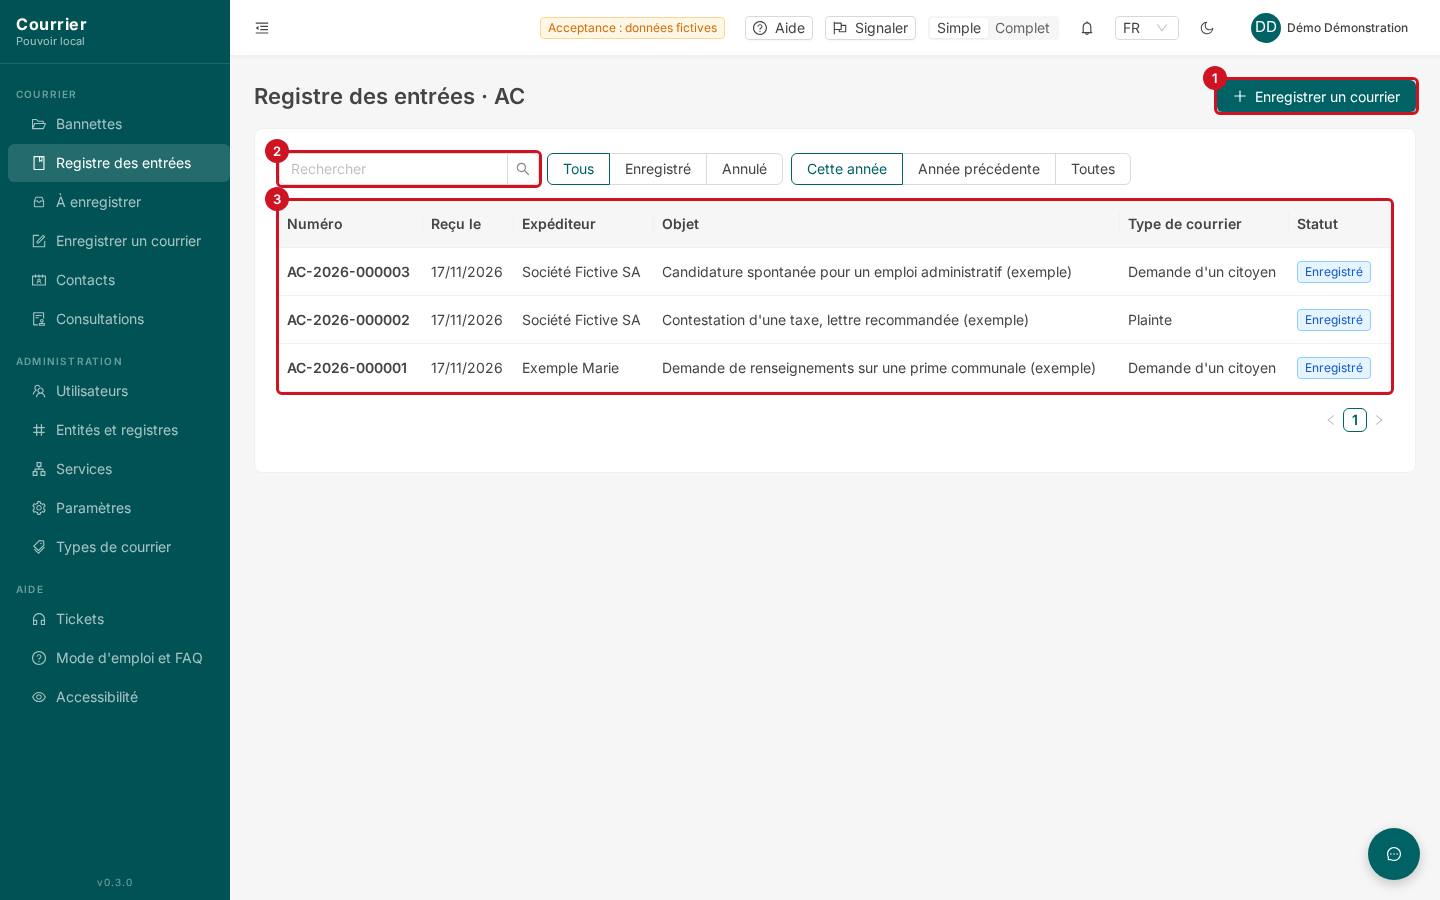 Courrier
Pouvoir local
Acceptance : données fictives
Aide
Signaler
Simple
Complet
FR
DD
Démo Démonstration
COURRIER
Bannettes
Registre des entrées
À enregistrer
Enregistrer un courrier
Contacts
Consultations
ADMINISTRATION
Utilisateurs
Entités et registres
Services
Paramètres
Types de courrier
AIDE
Tickets
Mode d'emploi et FAQ
Accessibilité
v0.3.0
Registre des entrées · AC
1
Enregistrer un courrier
2
Rechercher
Tous
Enregistré
Annulé
Cette année
Année précédente
Toutes
3
Numéro Reçu le Expéditeur Objet Type de courrier Statut
AC-2026-000003 17/11/2026 Société Fictive SA Candidature spontanée pour un emploi administratif (exemple) Demande d'un citoyen Enregistré
AC-2026-000002 17/11/2026 Société Fictive SA Contestation d'une taxe, lettre recommandée (exemple) Plainte Enregistré
AC-2026-000001 17/11/2026 Exemple Marie Demande de renseignements sur une prime communale (exemple) Demande d'un citoyen Enregistré
1